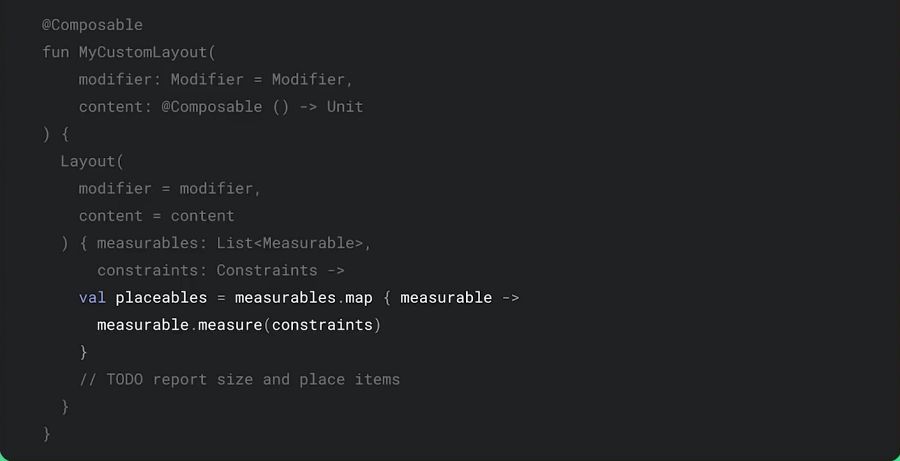 @Composable
fun MyCustomLayout(
    modifier: Modifier = Modifier,
    content: @Composable () -> Unit
) {
  Layout(
    modifier = modifier,
    content = content
  ) { measurables: List<Measurable>,
      constraints: Constraints ->
    val placeables = measurables.map { measurable ->
      measurable.measure(constraints)
    }
    // TODO report size and place items
  }
}